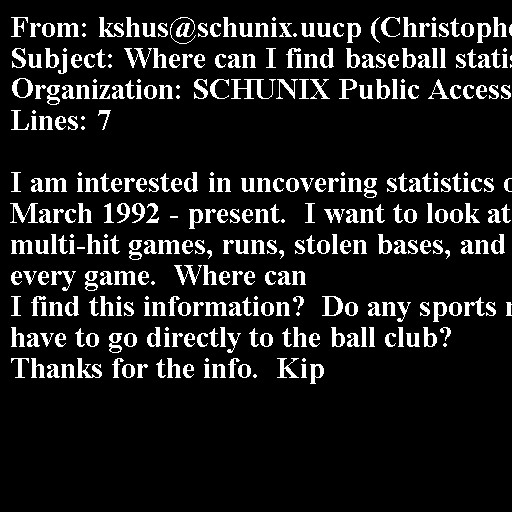 From: kshus@schunix.uucp (Christoph
Subject: Where can I find baseball
Organization: SCHUNIX Public Access
Lines: 7
I am interested in uncovering statistics
March 1992 - present.  I want to look at
multi-hit games, runs, stolen bases, and
every game.  Where can
I find this information?  Do any sports
have to go directly to the ball club?
Thanks for the info.  Kip